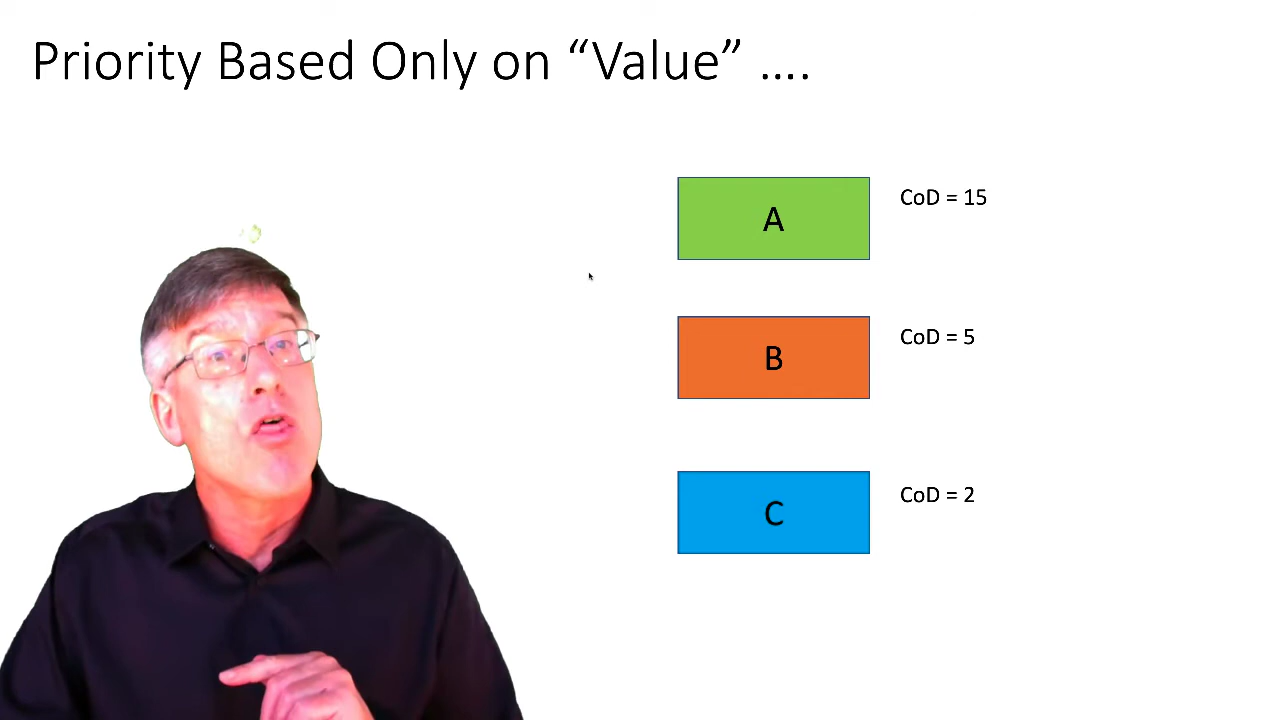 Priority Based Only on “Value” ….
A
CoD = 15
B
CoD = 5
C
CoD = 2